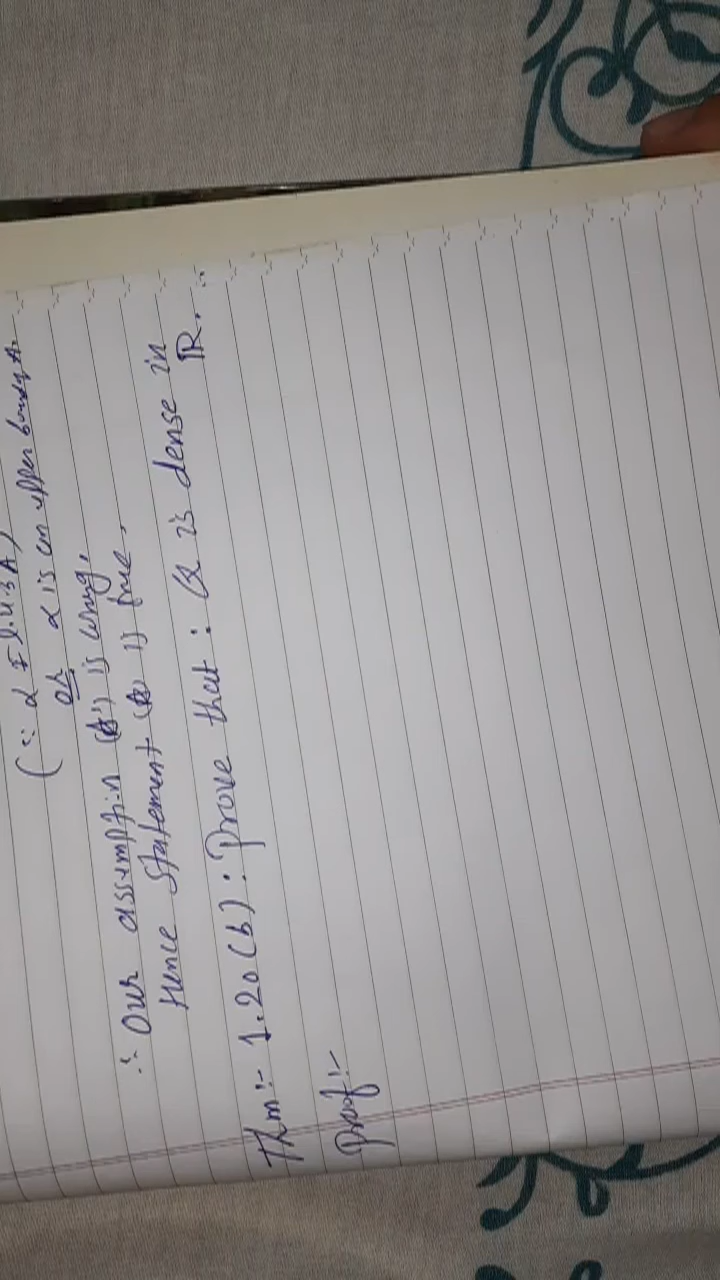 (∵ α = l.u.b A)
or α is an upper bound of A.
∴ Our assumption (A') is wrong,
Hence Statement (A) is true.
Thm:- 1.20(b): Prove that: Q is dense in
R.
Proof:-